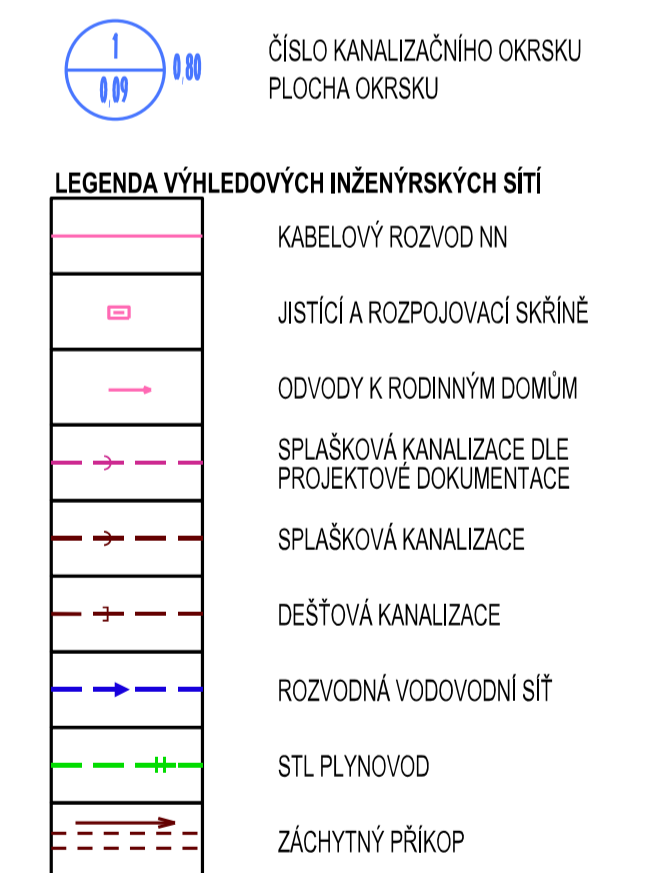 1
0,09
0,80
ČÍSLO KANALIZAČNÍHO OKRSKU
PLOCHA OKRSKU
LEGENDA VÝHLEDOVÝCH INŽENÝRSKÝCH SÍTÍ
KABELOVÝ ROZVOD NN
JISTÍCÍ A ROZPOJOVACÍ SKŘÍNĚ
ODVODY K RODINNÝM DOMŮM
SPLAŠKOVÁ KANALIZACE DLE
PROJEKTOVÉ DOKUMENTACE
SPLAŠKOVÁ KANALIZACE
DEŠŤOVÁ KANALIZACE
ROZVODNÁ VODOVODNÍ SÍŤ
STL PLYNOVOD
ZÁCHYTNÝ PŘÍKOP